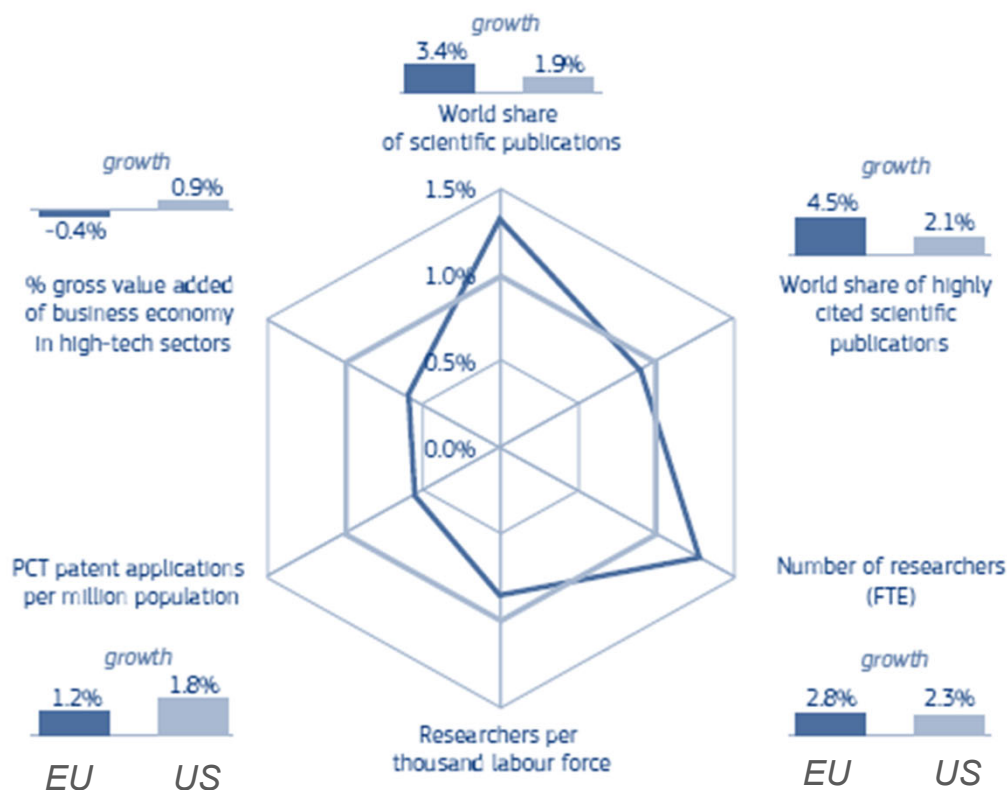 growth
3.4% 1.9%
World share
of scientific publications
growth
0.9%
-0.4%
% gross value added
of business economy
in high-tech sectors
growth
4.5% 2.1%
World share of highly
cited scientific
publications
1.5%
1.0%
0.5%
0.0%
PCT patent applications
per million population
growth
1.2% 1.8%
EU US
Researchers per
thousand labour force
Number of researchers
(FTE)
growth
2.8% 2.3%
EU US